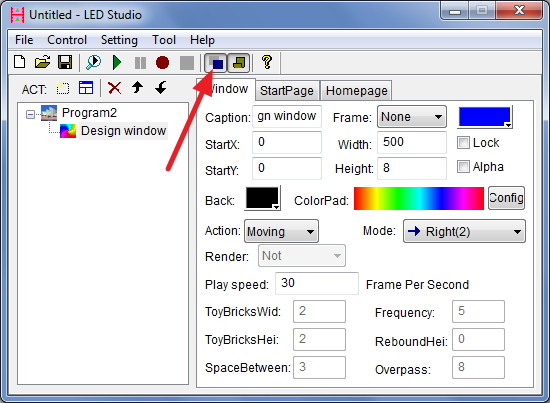 Untitled - LED Studio
File Control Setting Tool Help
ACT:
Program2
Design window
Window StartPage Homepage
Caption: gn window Frame: None
StartX: 0 Width: 500 Lock
StartY: 0 Height: 8 Alpha
Back: ColorPad: Config
Action: Moving Mode: Right(2)
Render: Not
Play speed: 30 Frame Per Second
ToyBricksWid: 2 Frequency: 5
ToyBricksHei: 2 ReboundHei: 0
SpaceBetween: 3 Overpass: 8